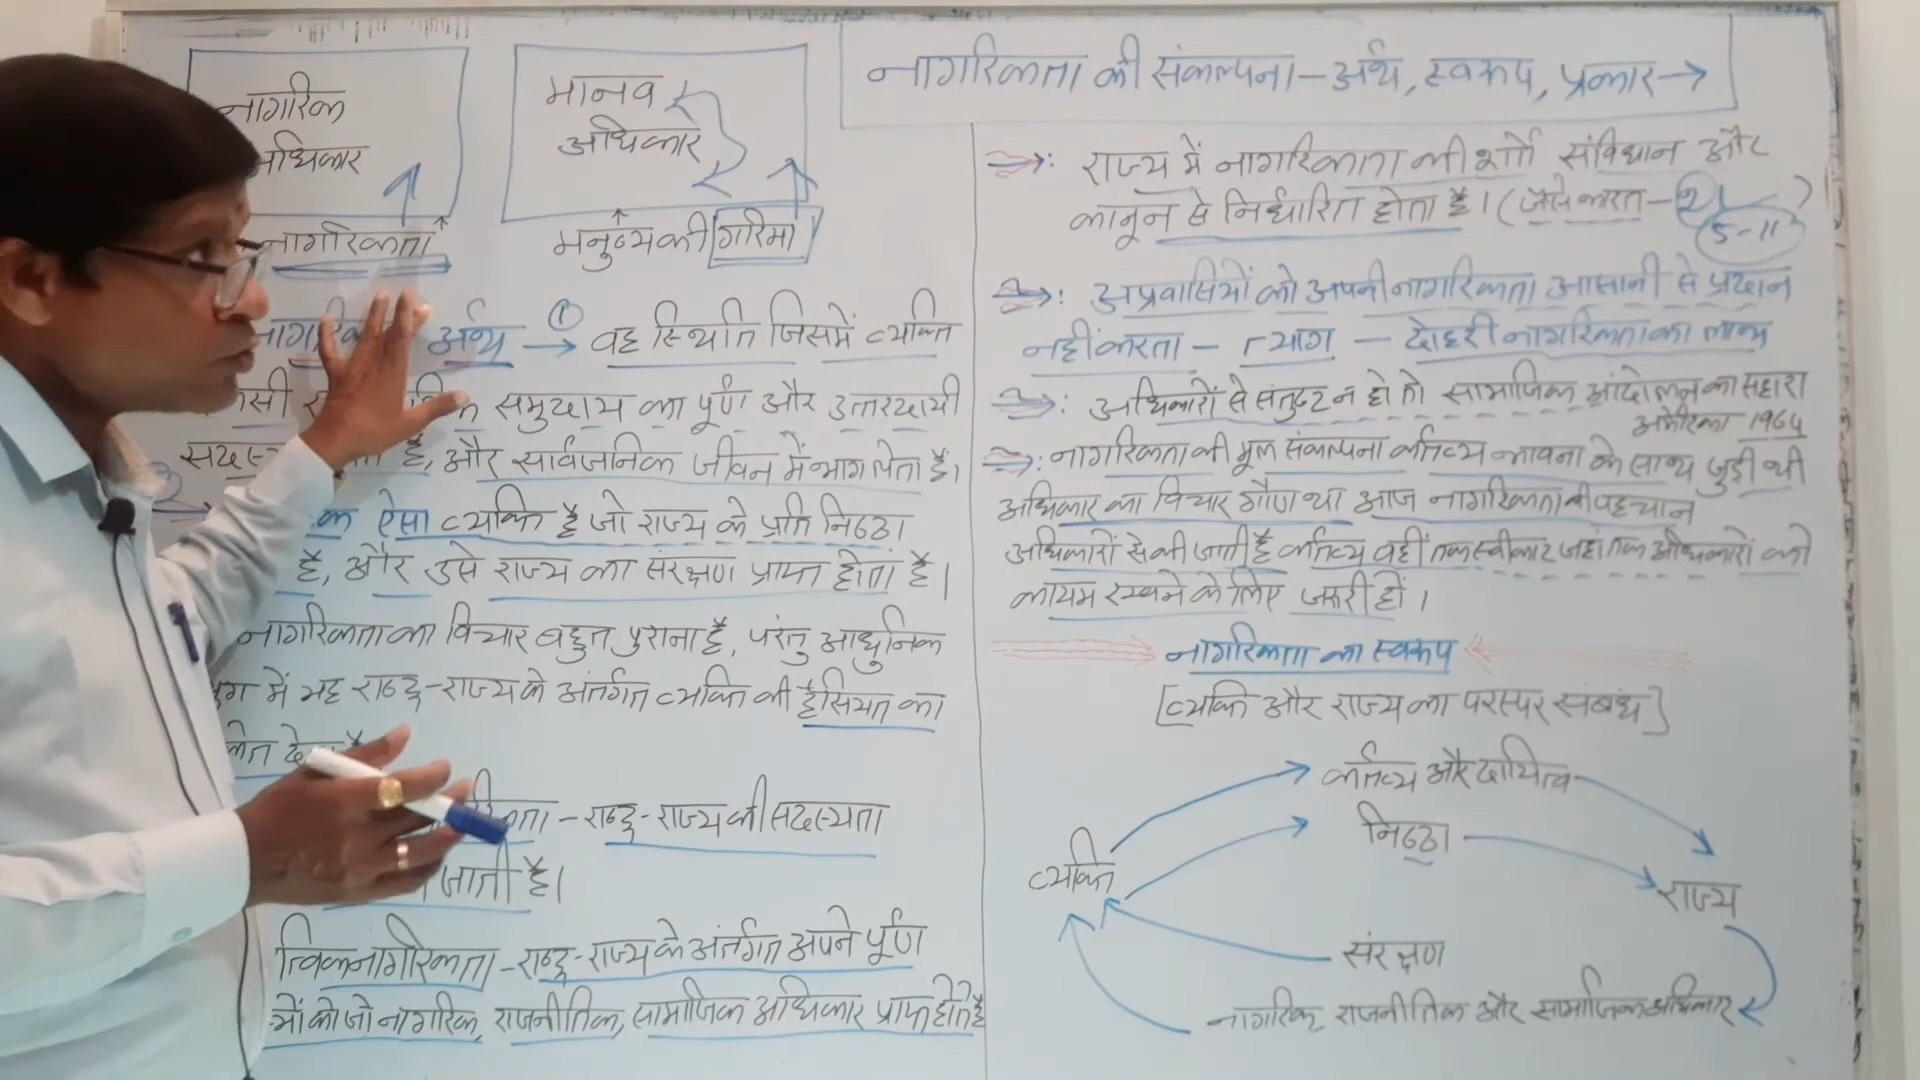 नागरिकता की संकल्पना – अर्थ, स्वरूप, प्रकार →
नागरिक
अधिकार
नागरिकता
मानव
अधिकार
मनुष्य की गरिमा
अर्थ → ① वह स्थिति जिसमें व्यक्ति
समुदाय का पूर्ण और उत्तरदायी
है, और सार्वजनिक जीवन में भाग लेता है।
क ऐसा व्यक्ति है जो राज्य के प्रति निष्ठा
है, और उसे राज्य का संरक्षण प्राप्त होता है।
नागरिकता का विचार बहुत पुराना है, परंतु आधुनिक
में यह राष्ट्र-राज्य के अंतर्गत व्यक्ति की हैसियत का
– राष्ट्र-राज्य की सदस्यता
जाती है।
नागरिकता – राष्ट्र-राज्य के अंतर्गत अपने पूर्ण
को जो नागरिक, राजनीतिक, सामाजिक अधिकार प्राप्त होते है
⇒: राज्य में नागरिकता की शर्ते संविधान और
कानून से निर्धारित होता है। (जैसे भारत – 2)
5-11
⇒: अप्रवासियों को अपनी नागरिकता आसानी से प्रदान
नहीं करता – त्याग – दोहरी नागरिकता का लाभ
⇒: अधिकारों से संतुष्ट न हो तो सामाजिक आंदोलन का सहारा
अमेरिका 1964
⇒: नागरिकता की मूल संकल्पना कर्तव्य भावना के साथ जुड़ी थी
अधिकार का विचार गौण था आज नागरिकता की पहचान
अधिकारों से की जाती है कर्तव्य वहीं तक स्वीकार जहां तक अधिकारों को
कायम रखने के लिए जरूरी हों।
नागरिकता का स्वरूप
[व्यक्ति और राज्य का परस्पर संबंध]
कर्तव्य और दायित्व
निष्ठा
व्यक्ति
राज्य
संरक्षण
नागरिक राजनीतिक और सामाजिक अधिकार